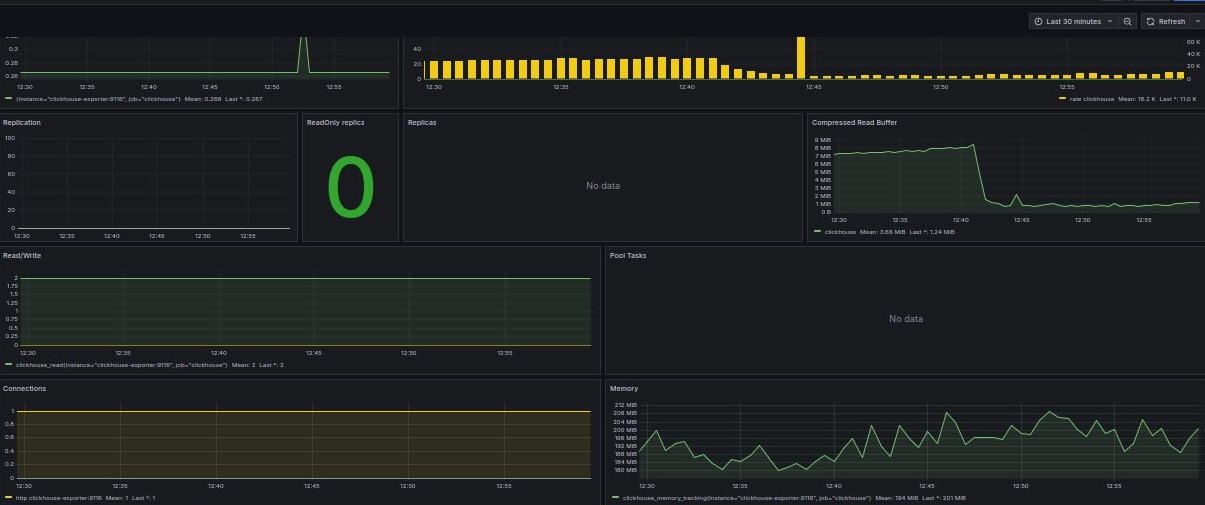 Last 30 minutes
Refresh
0.3
0.28
0.26
12:30 12:35 12:40 12:45 12:50 12:55
{instance="clickhouse-exporter:9116", job="clickhouse"} Mean: 0.268 Last *: 0.267
40
20
0
60 K
40 K
20 K
0
12:30 12:35 12:40 12:45 12:50 12:55
rate clickhouse Mean: 16.2 K Last *: 11.0 K
Replication
100
80
60
40
20
0
12:30 12:35 12:40 12:45 12:50 12:55
ReadOnly replica
0
Replicas
No data
Compressed Read Buffer
9 MiB
8 MiB
7 MiB
6 MiB
5 MiB
4 MiB
3 MiB
2 MiB
1 MiB
0 B
12:30 12:35 12:40 12:45 12:50 12:55
clickhouse Mean: 3.66 MiB Last *: 1.24 MiB
Read/Write
2
1.75
1.5
1.25
1
0.75
0.5
0.25
0
12:30 12:35 12:40 12:45 12:50 12:55
clickhouse_read{instance="clickhouse-exporter:9116", job="clickhouse"} Mean: 2 Last *: 2
Pool Tasks
No data
Connections
1
0.8
0.6
0.4
0.2
0
12:30 12:35 12:40 12:45 12:50 12:55
http clickhouse-exporter:9116 Mean: 1 Last *: 1
Memory
212 MiB
208 MiB
204 MiB
200 MiB
196 MiB
192 MiB
188 MiB
184 MiB
180 MiB
12:30 12:35 12:40 12:45 12:50 12:55
clickhouse_memory_tracking{instance="clickhouse-exporter:9116", job="clickhouse"} Mean: 194 MiB Last *: 201 MiB